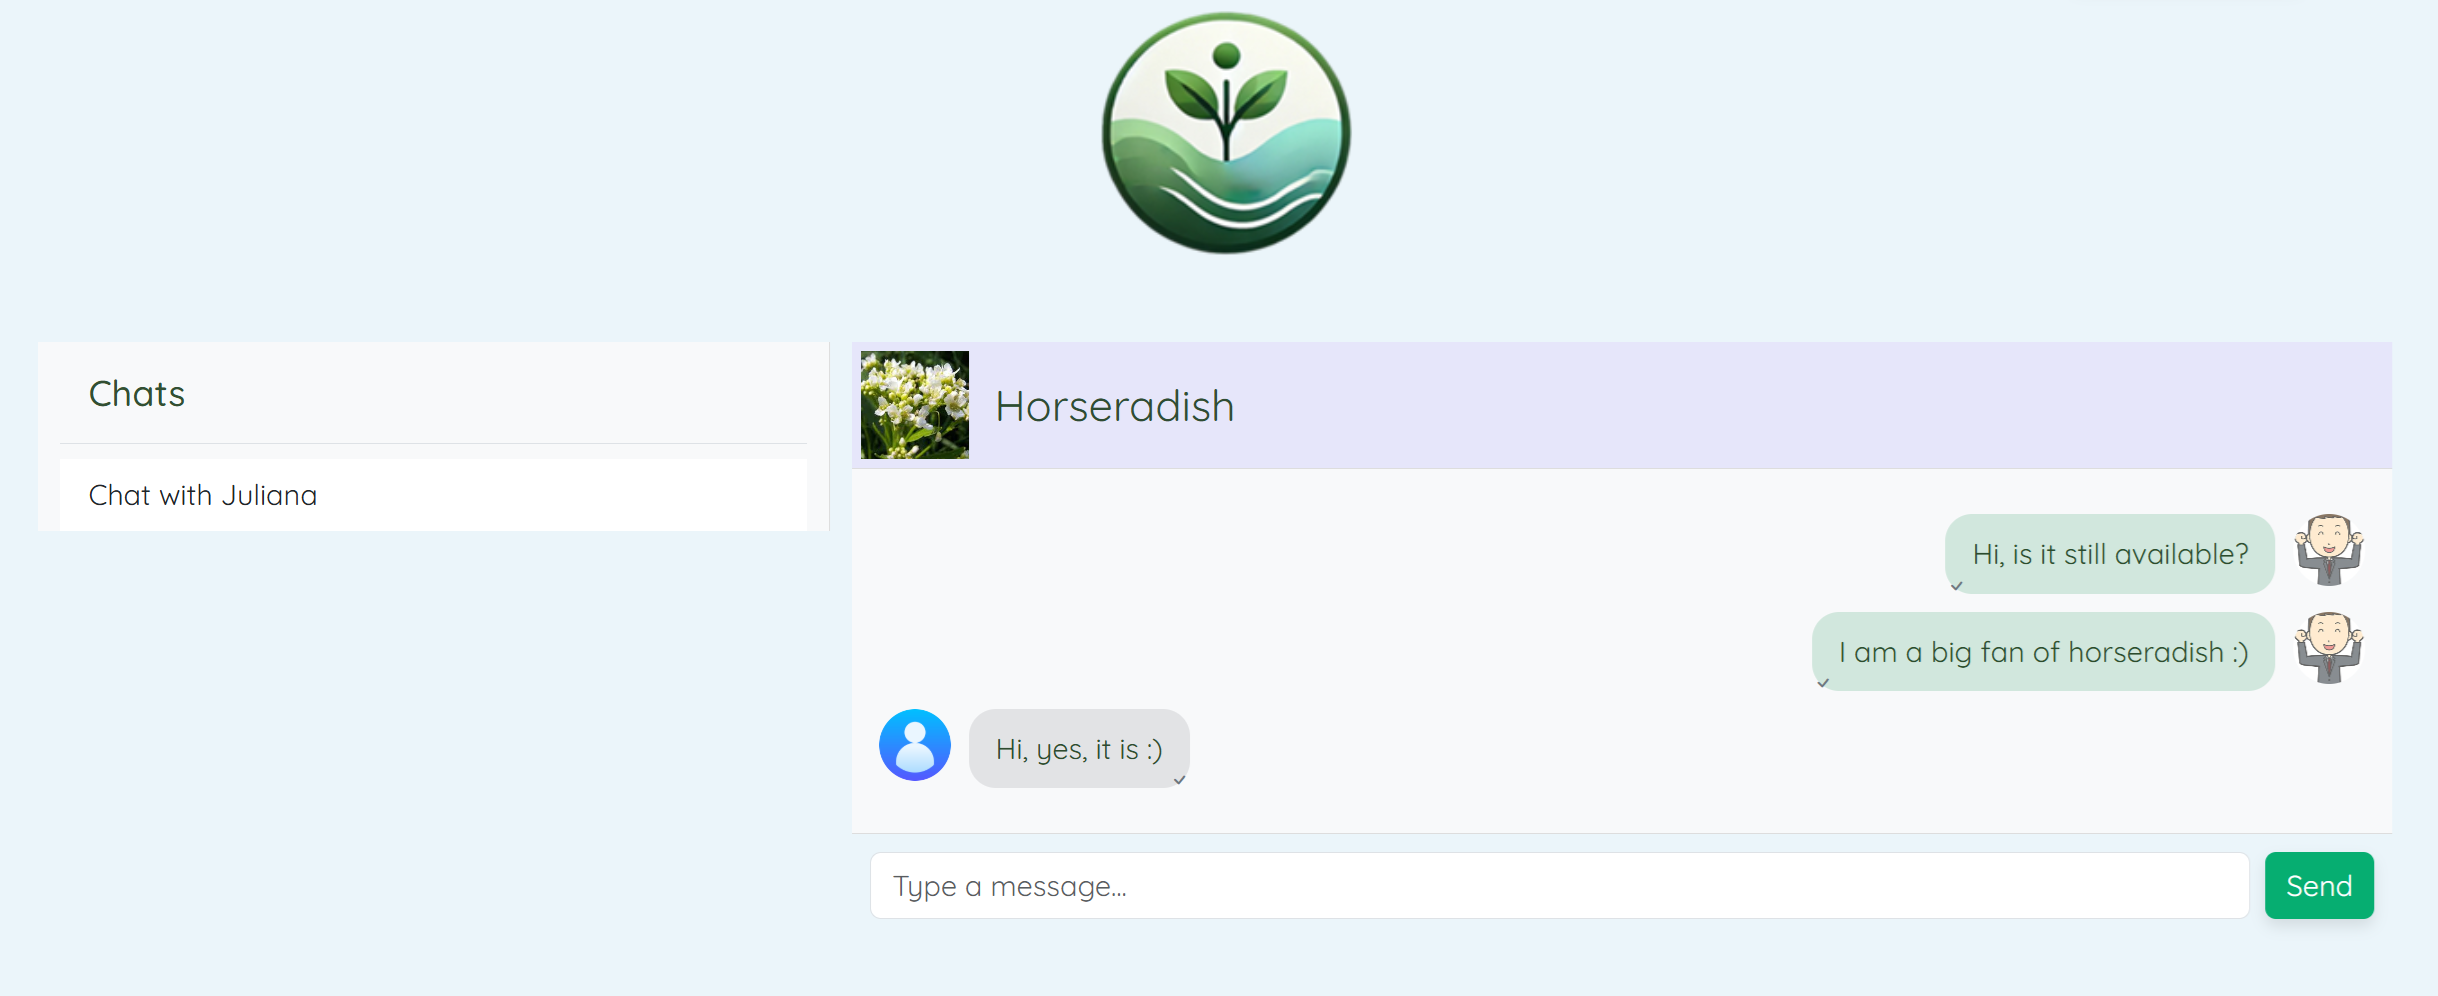 Chats
Chat with Juliana
Horseradish
Hi, is it still available?
I am a big fan of horseradish :)
Hi, yes, it is :)
Type a message...
Send